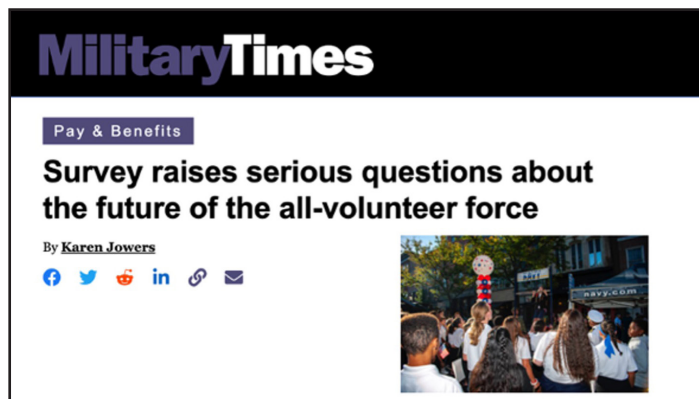 MilitaryTimes
Pay & Benefits
Survey raises serious questions about
the future of the all-volunteer force
By Karen Jowers
NAVY
navy.com